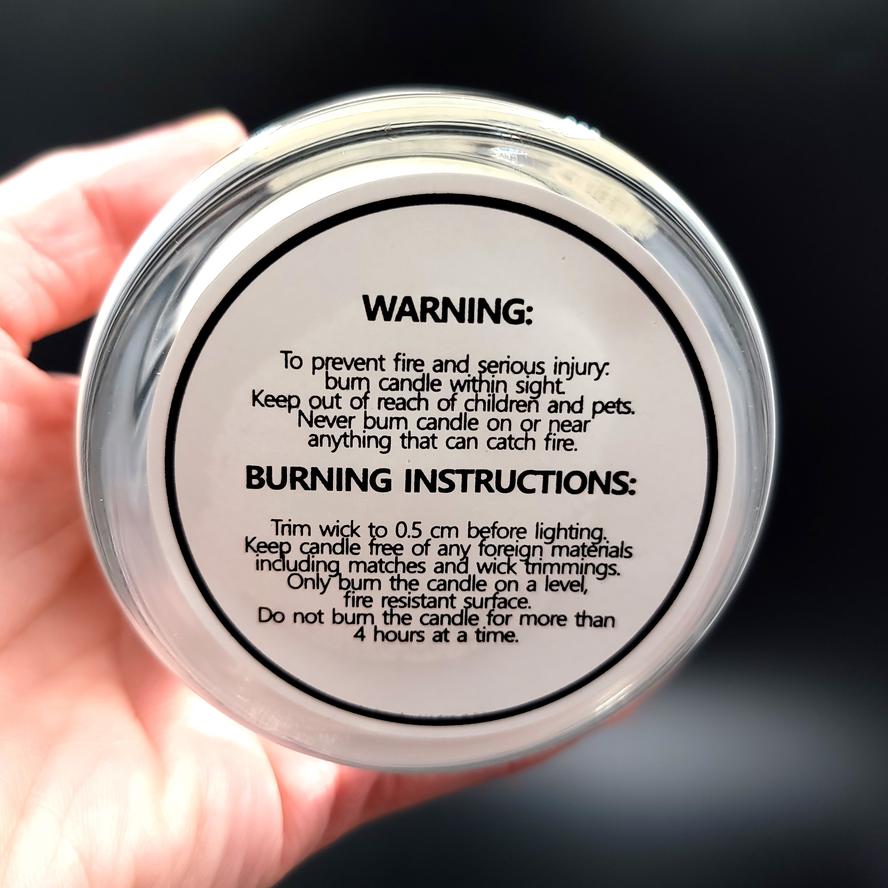 WARNING:
To prevent fire and serious injury:
burn candle within sight.
Keep out of reach of children and pets.
Never burn candle on or near
anything that can catch fire.
BURNING INSTRUCTIONS:
Trim wick to 0.5 cm before lighting.
Keep candle free of any foreign materials
including matches and wick trimmings.
Only burn the candle on a level,
fire resistant surface.
Do not burn the candle for more than
4 hours at a time.